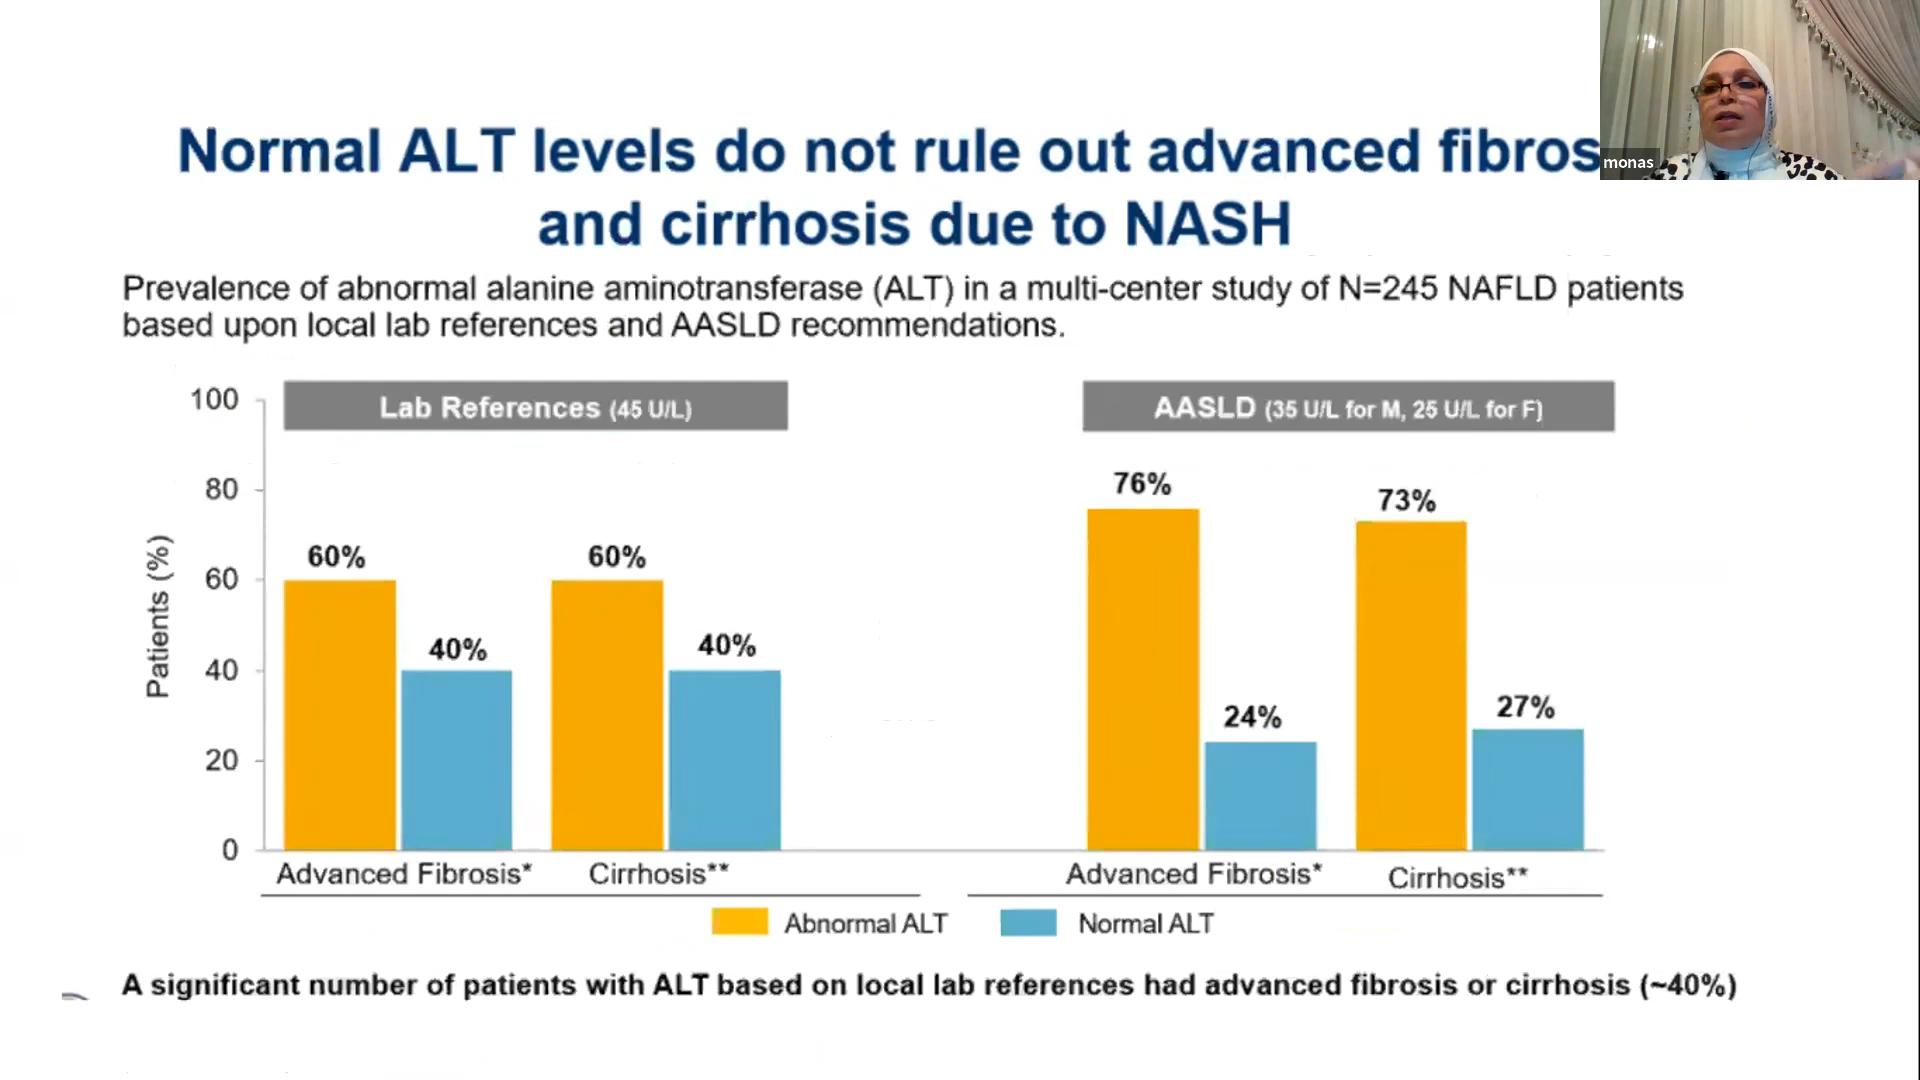 Normal ALT levels do not rule out advanced fibros
and cirrhosis due to NASH
monas
Prevalence of abnormal alanine aminotransferase (ALT) in a multi-center study of N=245 NAFLD patients
based upon local lab references and AASLD recommendations.
Lab References (45 U/L)
AASLD (35 U/L for M, 25 U/L for F)
Patients (%)
100
80
60
40
20
0
60%
40%
60%
40%
76%
24%
73%
27%
Advanced Fibrosis*
Cirrhosis**
Advanced Fibrosis*
Cirrhosis**
Abnormal ALT
Normal ALT
A significant number of patients with ALT based on local lab references had advanced fibrosis or cirrhosis (~40%)